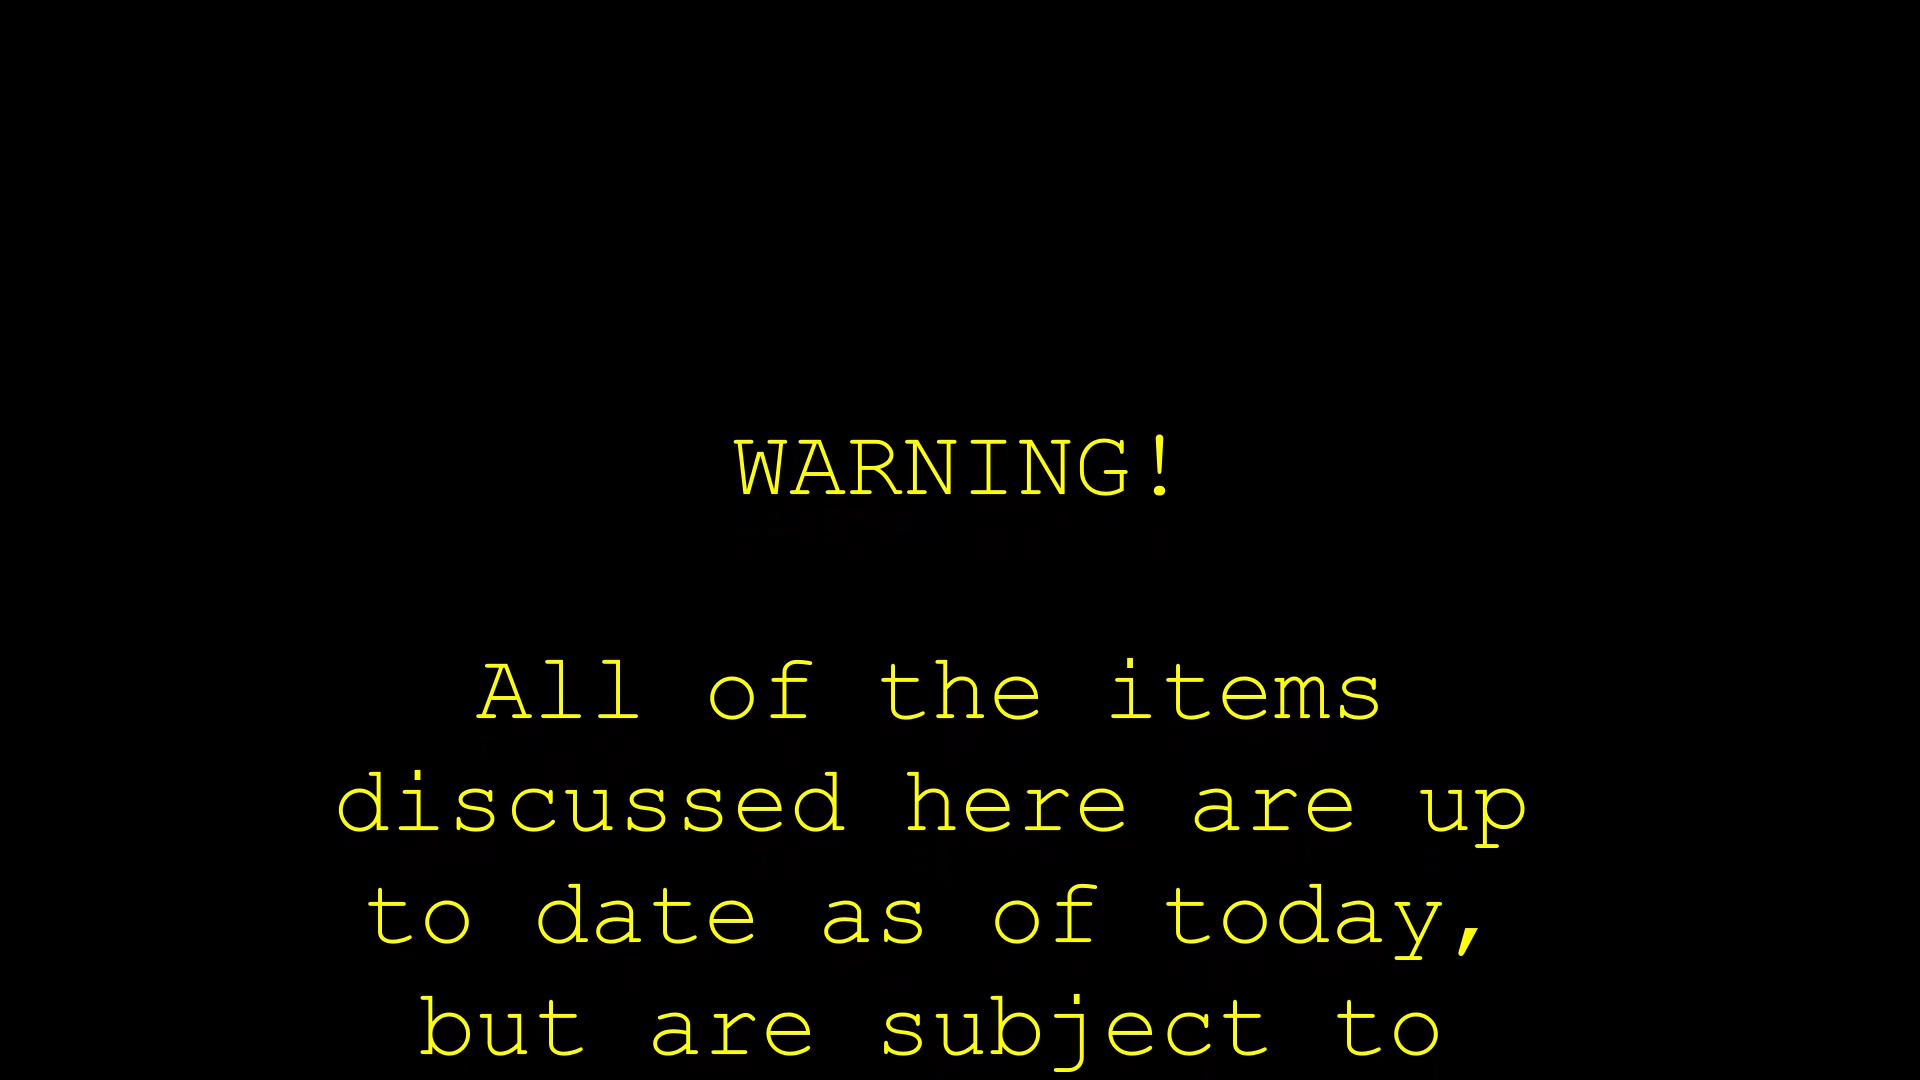 WARNING!
All of the items
discussed here are up
to date as of today,
but are subject to